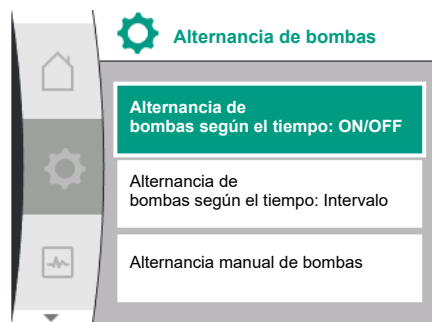 Alternancia de bombas
Alternancia de
bombas según el tiempo: ON/OFF
Alternancia de
bombas según el tiempo: Intervalo
Alternancia manual de bombas